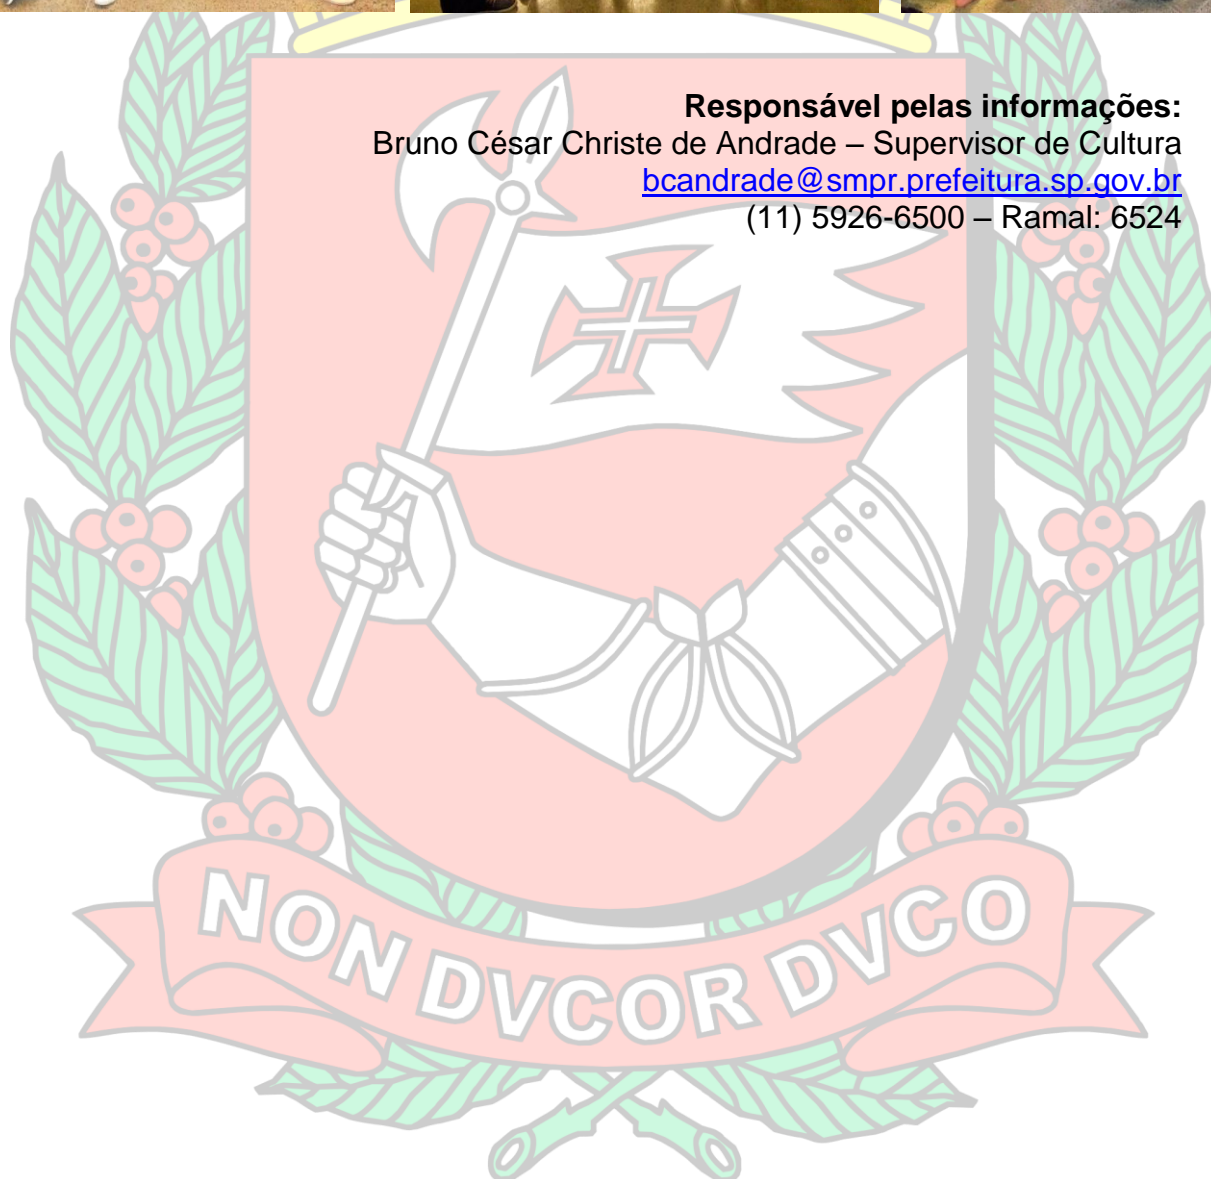 Responsável pelas informações:
Bruno César Christe de Andrade – Supervisor de Cultura
bcandrade@smpr.prefeitura.sp.gov.br
(11) 5926-6500 – Ramal: 6524
NON DVCOR DVCO